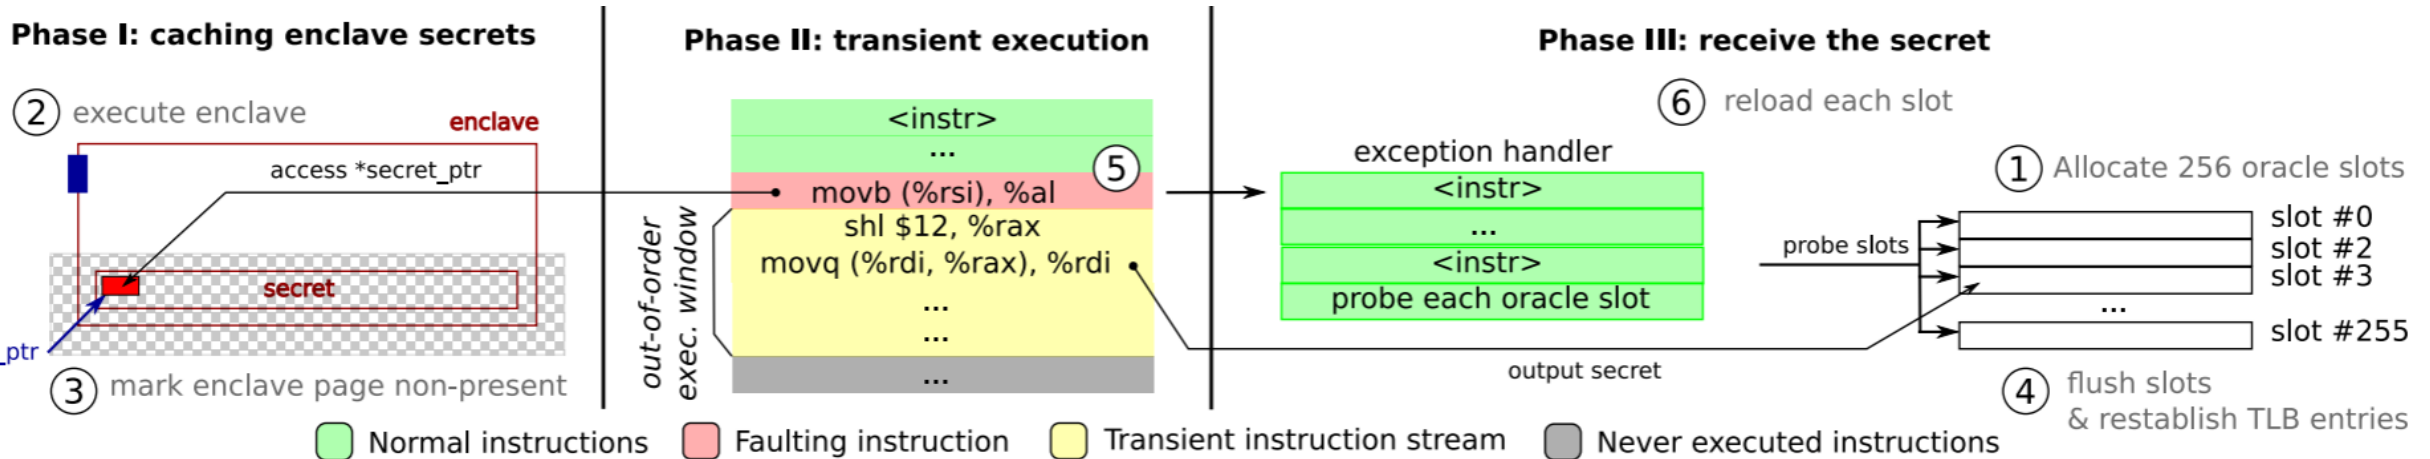 Phase I: caching enclave secrets
2 execute enclave
enclave
access *secret_ptr
secret
_ptr
3 mark enclave page non-present
Phase II: transient execution
<instr>
...
5
movb (%rsi), %al
shl $12, %rax
movq (%rdi, %rax), %rdi
...
...
...
out-of-order
exec. window
Phase III: receive the secret
6 reload each slot
exception handler
<instr>
...
<instr>
probe each oracle slot
1 Allocate 256 oracle slots
probe slots
slot #0
slot #2
slot #3
...
slot #255
output secret
4 flush slots
& restablish TLB entries
Normal instructions
Faulting instruction
Transient instruction stream
Never executed instructions